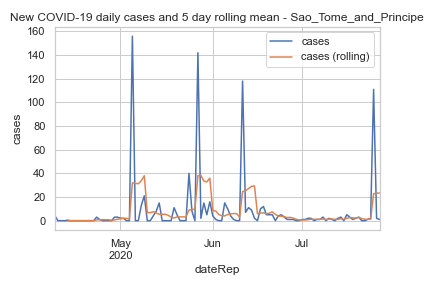 New COVID-19 daily cases and 5 day rolling mean - Sao_Tome_and_Principe
160
140
120
100
80
60
40
20
0
cases
cases
cases (rolling)
May
2020
Jun
Jul
dateRep